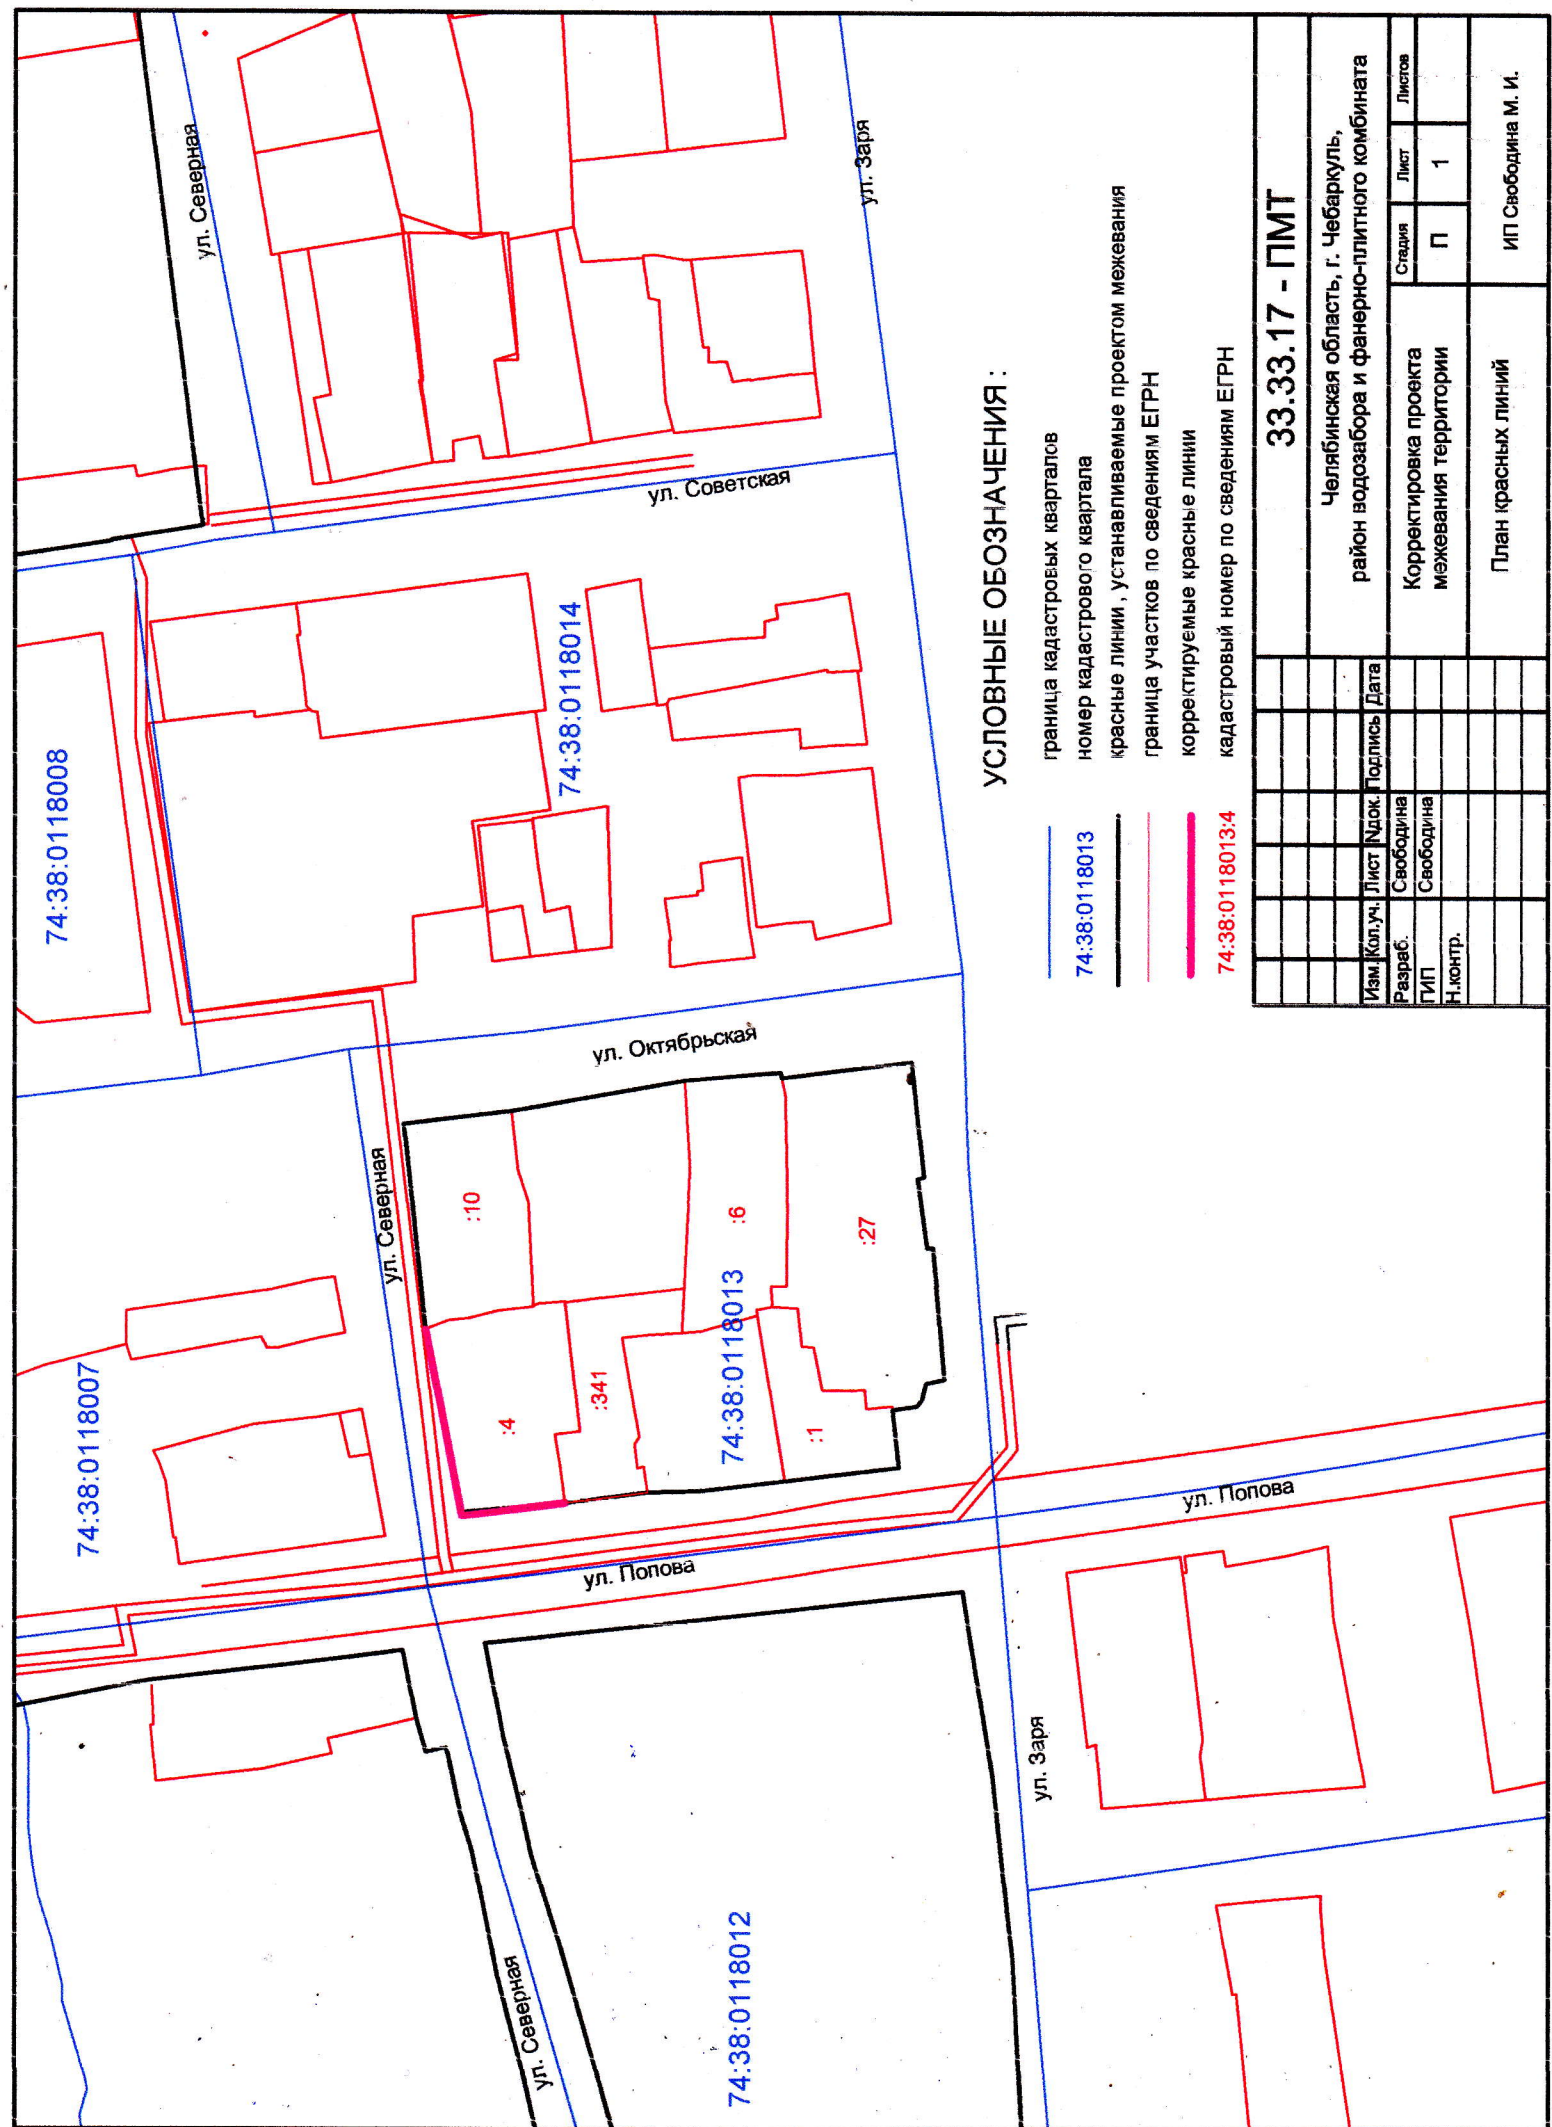 74:38:0118007
74:38:0118008
ул. Северная
ул. Северная
ул. Северная
:4
:10
:341
74:38:0118013
:6
:1
:27
ул. Попова
ул. Октябрьская
74:38:0118014
ул. Советская
ул. Заря
74:38:0118012
ул. Заря
ул. Попова
УСЛОВНЫЕ ОБОЗНАЧЕНИЯ :
граница кадастровых кварталов
74:38:0118013 номер кадастрового квартала
красные линии , устанавливаемые проектом межевания
граница участков по сведениям ЕГРН
корректируемые красные линии
74:38:0118013:4 кадастровый номер по сведениям ЕГРН
33.33.17 - ПМТ
Челябинская область, г. Чебаркуль,
район водозабора и фанерно-плитного комбината
Изм. Кол.уч. Лист Nдок. Подпись Дата
Разраб. Свободина
ГИП Свободина
Н.контр.
Корректировка проекта
межевания территории
Стадия Лист Листов
П 1
План красных линий
ИП Свободина М. И.